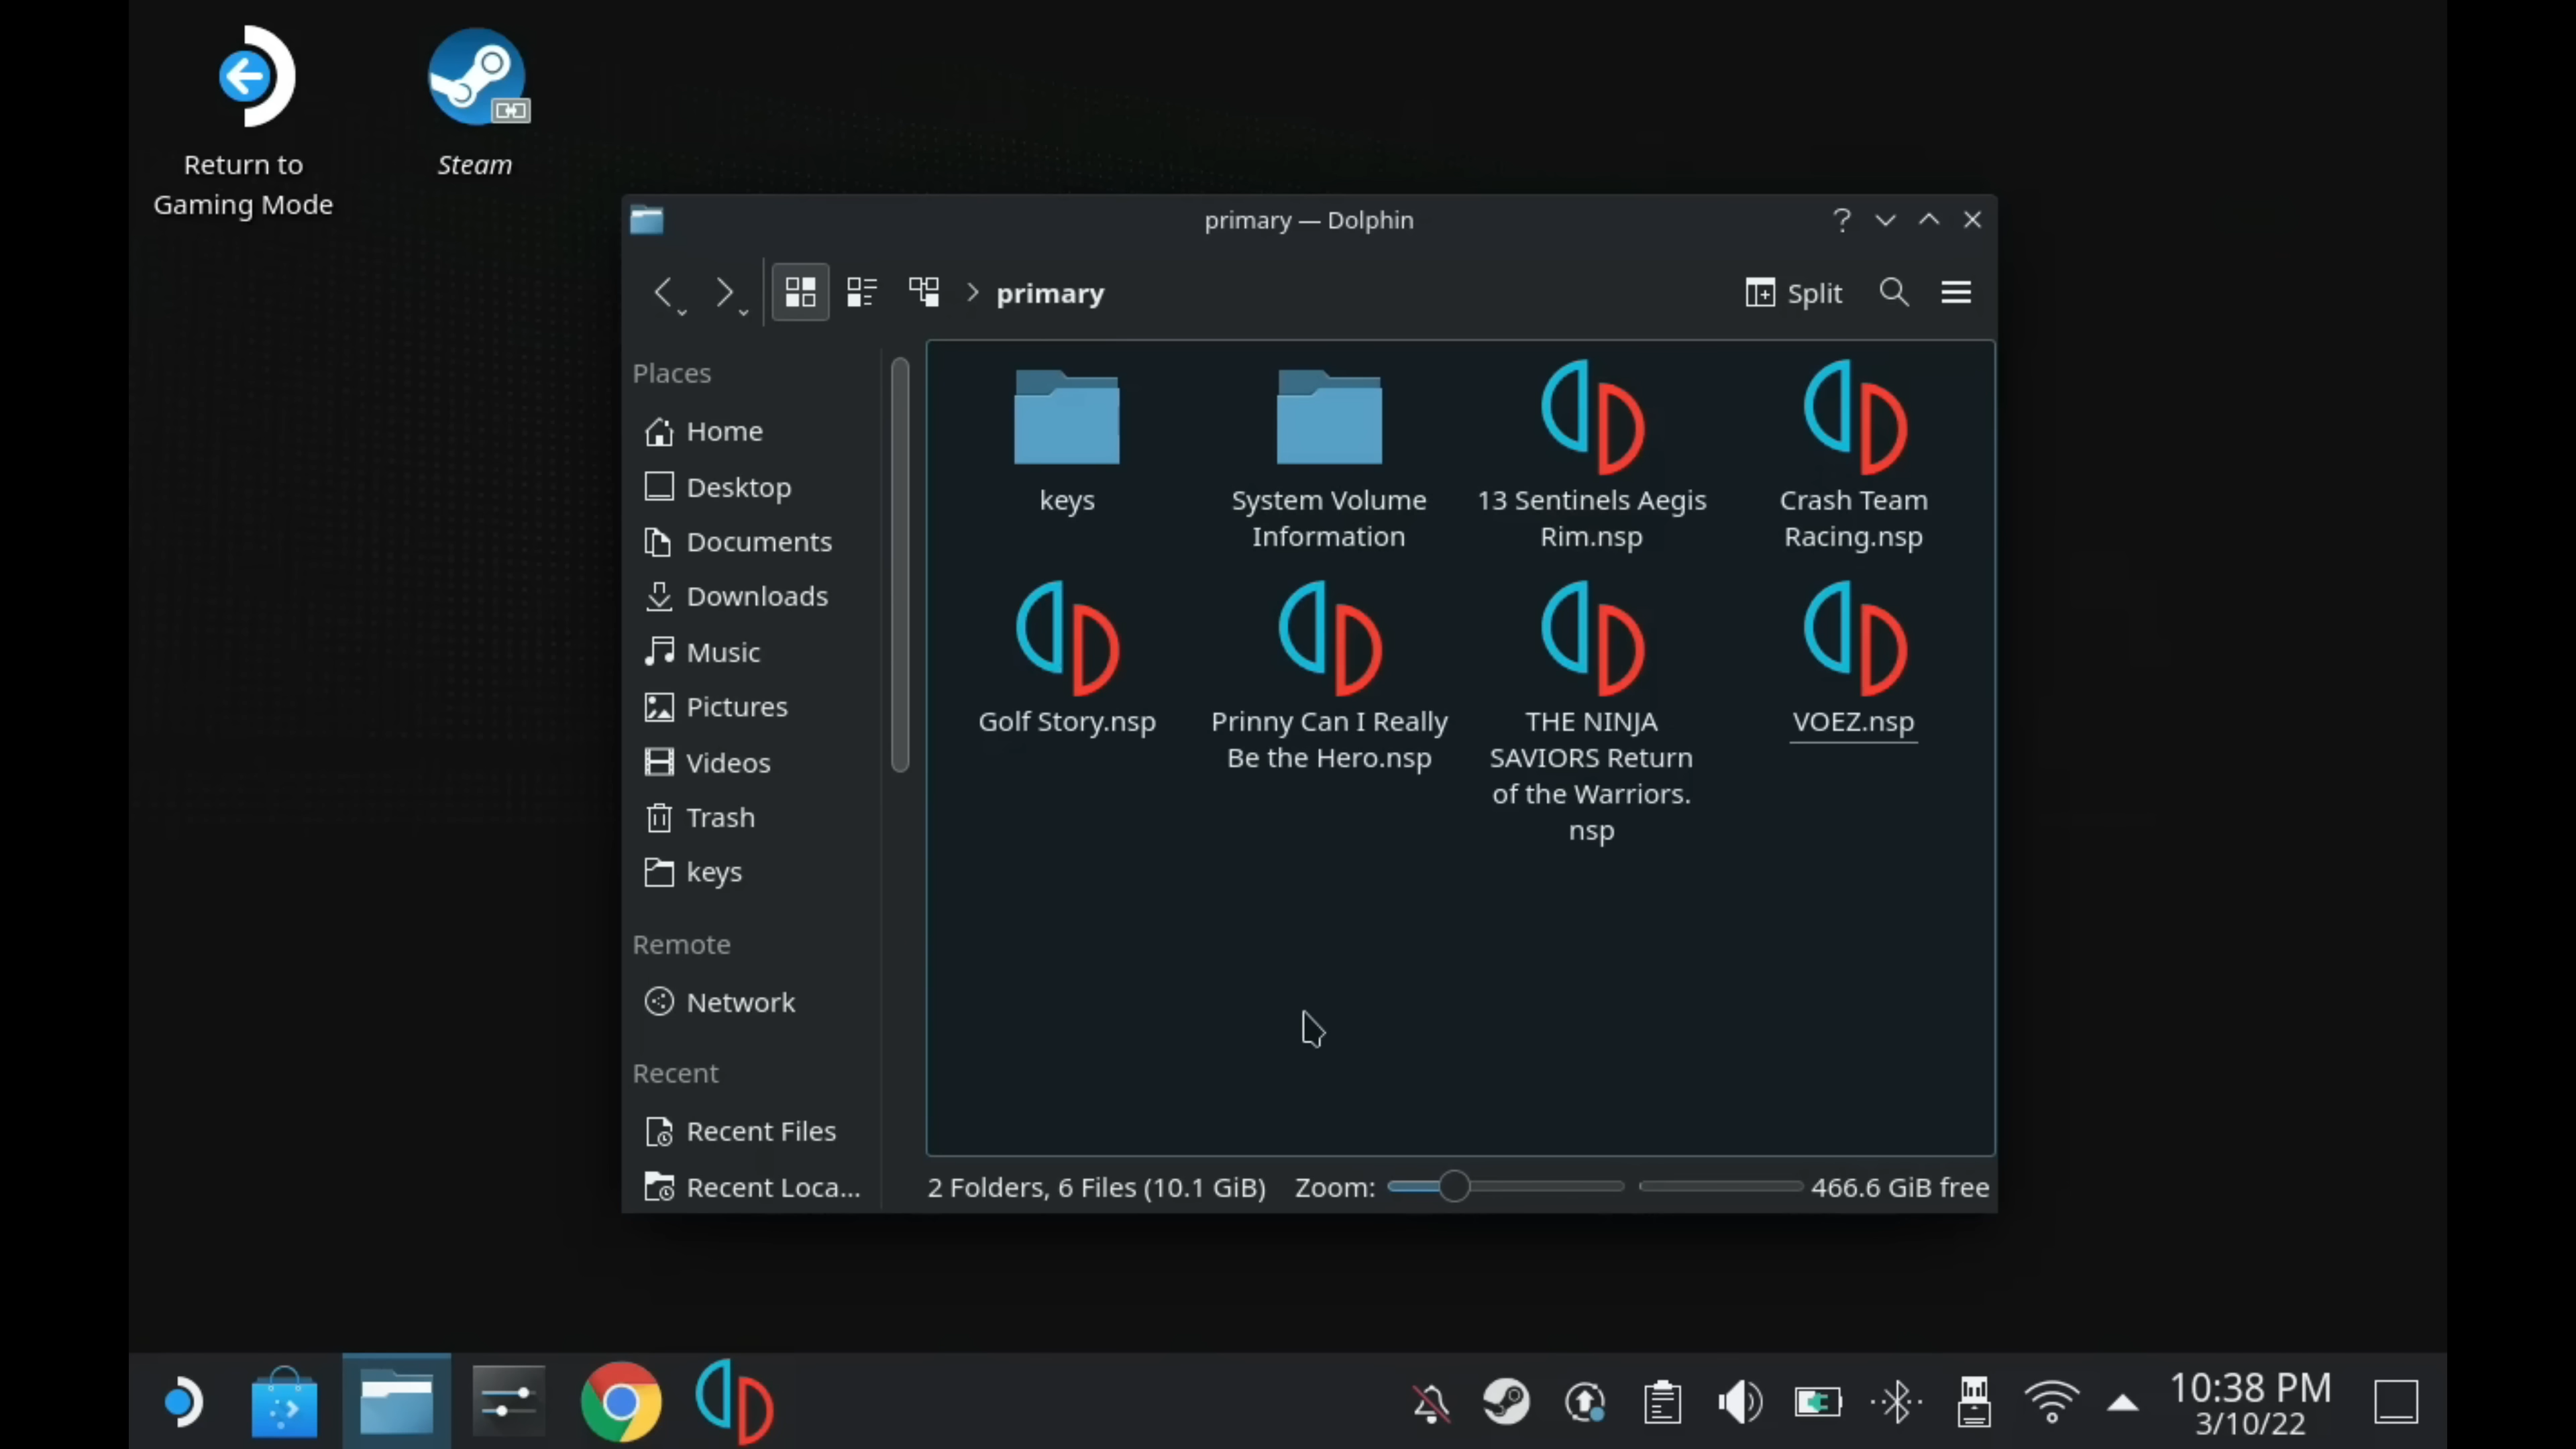 Return to
Gaming Mode
Steam
primary — Dolphin
primary
Split
Places
Home
Desktop
Documents
Downloads
Music
Pictures
Videos
Trash
keys
Remote
Network
Recent
Recent Files
Recent Loca...
keys
System Volume
Information
13 Sentinels Aegis
Rim.nsp
Crash Team
Racing.nsp
Golf Story.nsp
Prinny Can I Really
Be the Hero.nsp
THE NINJA
SAVIORS Return
of the Warriors.
nsp
VOEZ.nsp
2 Folders, 6 Files (10.1 GiB)
Zoom:
466.6 GiB free
10:38 PM
3/10/22